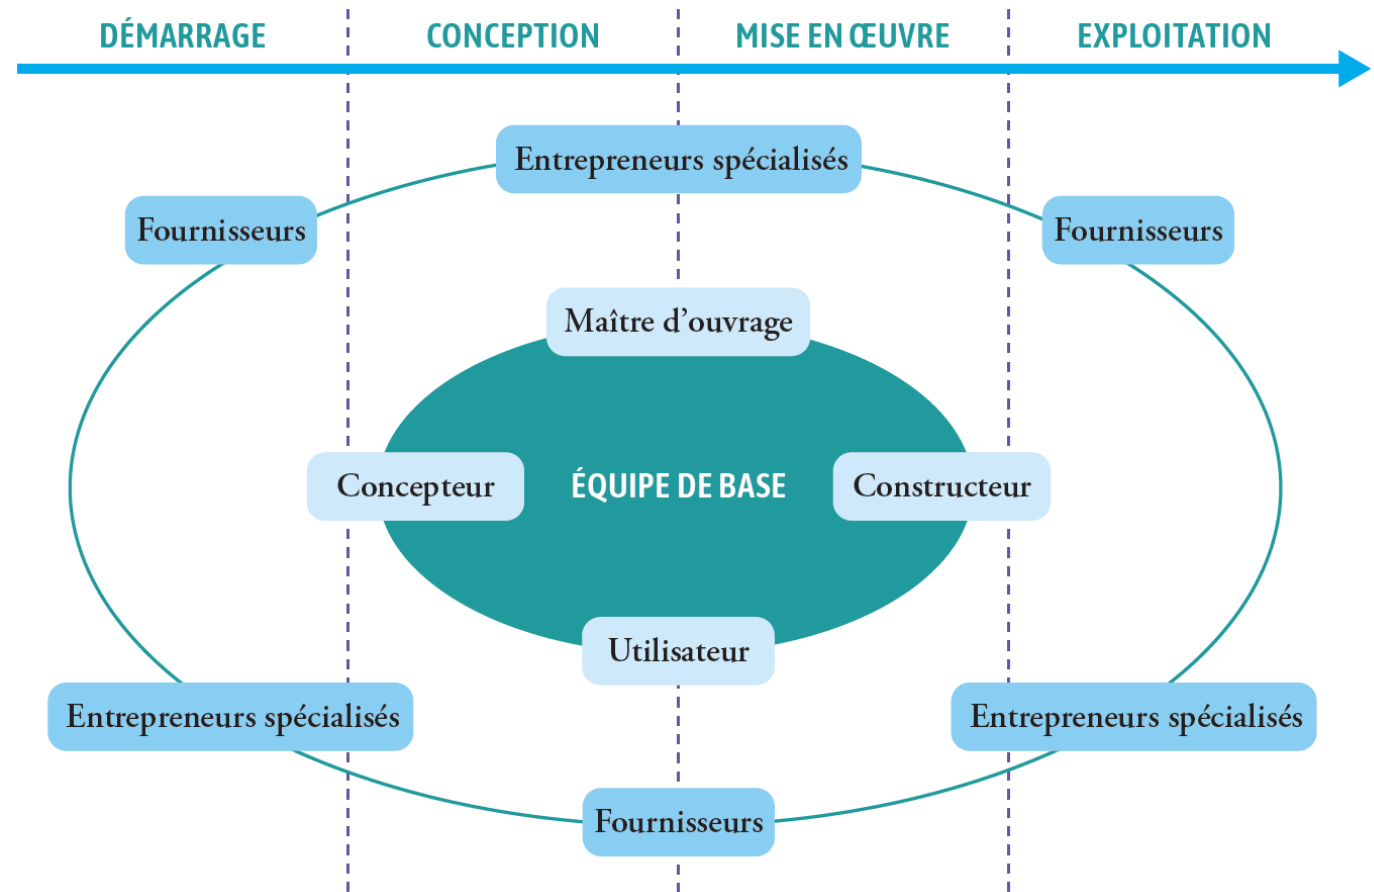 DÉMARRAGE
CONCEPTION
MISE EN ŒUVRE
EXPLOITATION
Entrepreneurs spécialisés
Fournisseurs
Fournisseurs
Maître d’ouvrage
Concepteur
ÉQUIPE DE BASE
Constructeur
Utilisateur
Entrepreneurs spécialisés
Entrepreneurs spécialisés
Fournisseurs